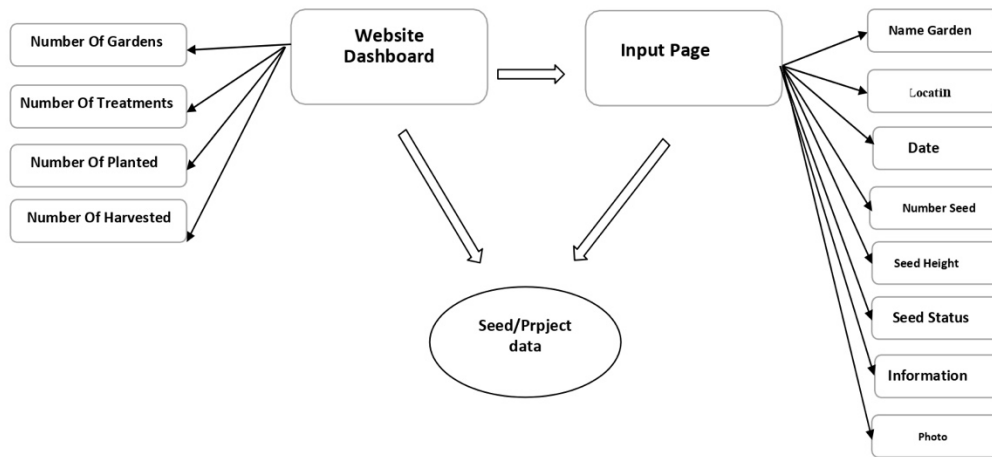 Website
Dashboard
Input Page
Number Of Gardens
Number Of Treatments
Number Of Planted
Number Of Harvested
Name Garden
Locatin
Date
Number Seed
Seed Height
Seed Status
Information
Photo
Seed/Prpject
data